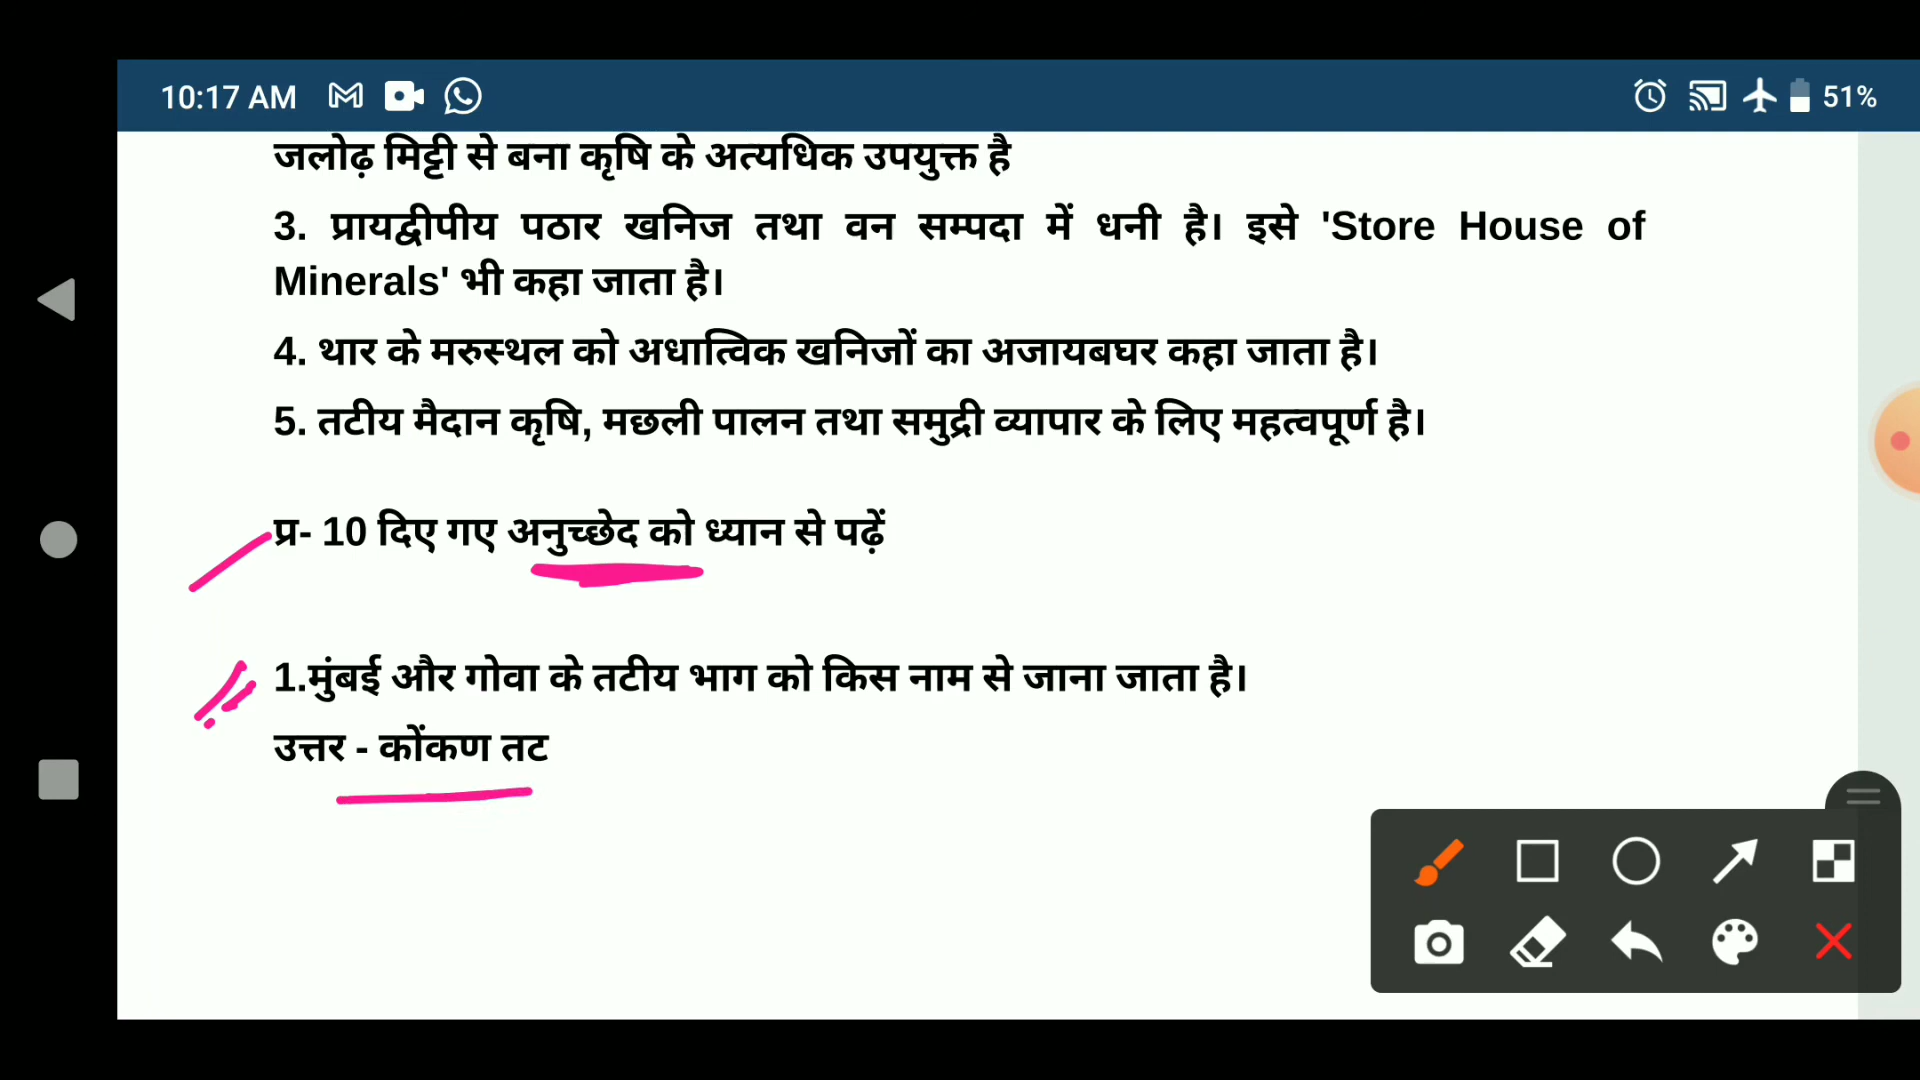 10:17 AM
51%
जलोढ़ मिट्टी से बना कृषि के अत्यधिक उपयुक्त है
3. प्रायद्वीपीय पठार खनिज तथा वन सम्पदा में धनी है। इसे 'Store House of
Minerals' भी कहा जाता है।
4. थार के मरुस्थल को अधात्विक खनिजों का अजायबघर कहा जाता है।
5. तटीय मैदान कृषि, मछली पालन तथा समुद्री व्यापार के लिए महत्वपूर्ण है।
प्र- 10 दिए गए अनुच्छेद को ध्यान से पढ़ें
1.मुंबई और गोवा के तटीय भाग को किस नाम से जाना जाता है।
उत्तर - कोंकण तट